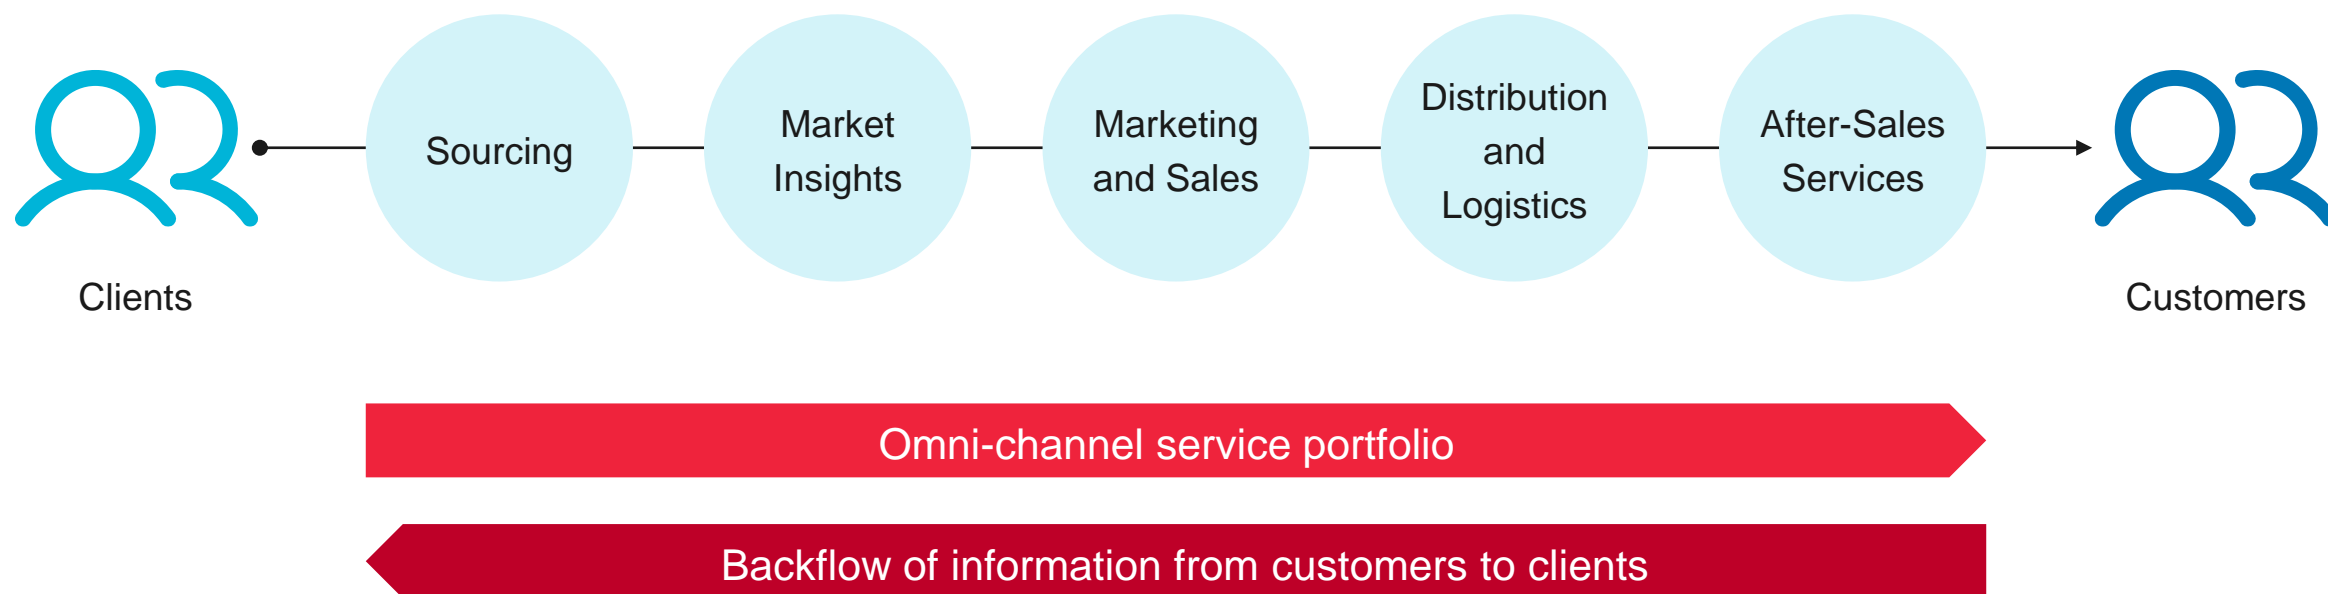 Clients
Sourcing
Market
Insights
Marketing
and Sales
Distribution
and
Logistics
After-Sales
Services
Customers
Omni-channel service portfolio
Backflow of information from customers to clients